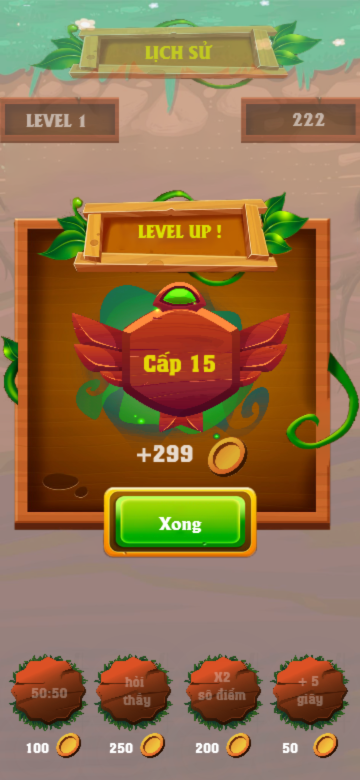 LỊCH SỬ
LEVEL 1
222
LEVEL UP !
Cấp 15
+299
Xong
50:50
hỏi
thầy
X2
số điểm
+ 5
giây
100
250
200
50